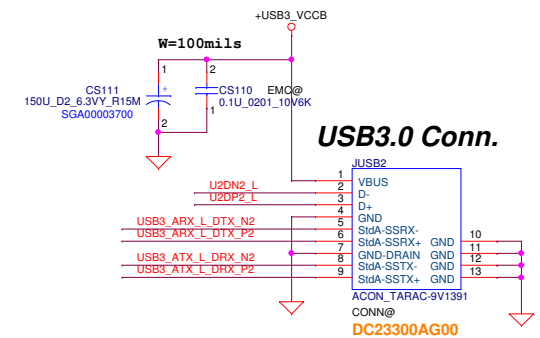 +USB3_VCCB
W=100mils
1
2
CS111
+
CS110
EMC@
150U_D2_6.3VY_R15M
0.1U_0201_10V6K
SGA00003700
1
2
USB3.0 Conn.
JUSB2
1 VBUS
U2DN2_L 2 D-
U2DP2_L 3 D+
4 GND
USB3_ARX_L_DTX_N2 5 StdA-SSRX-
USB3_ARX_L_DTX_P2 6 StdA-SSRX+ GND 10
7 GND-DRAIN GND 11
USB3_ATX_L_DRX_N2 8 StdA-SSTX- GND 12
USB3_ATX_L_DRX_P2 9 StdA-SSTX+ GND 13
ACON_TARAC-9V1391
CONN@
DC23300AG00